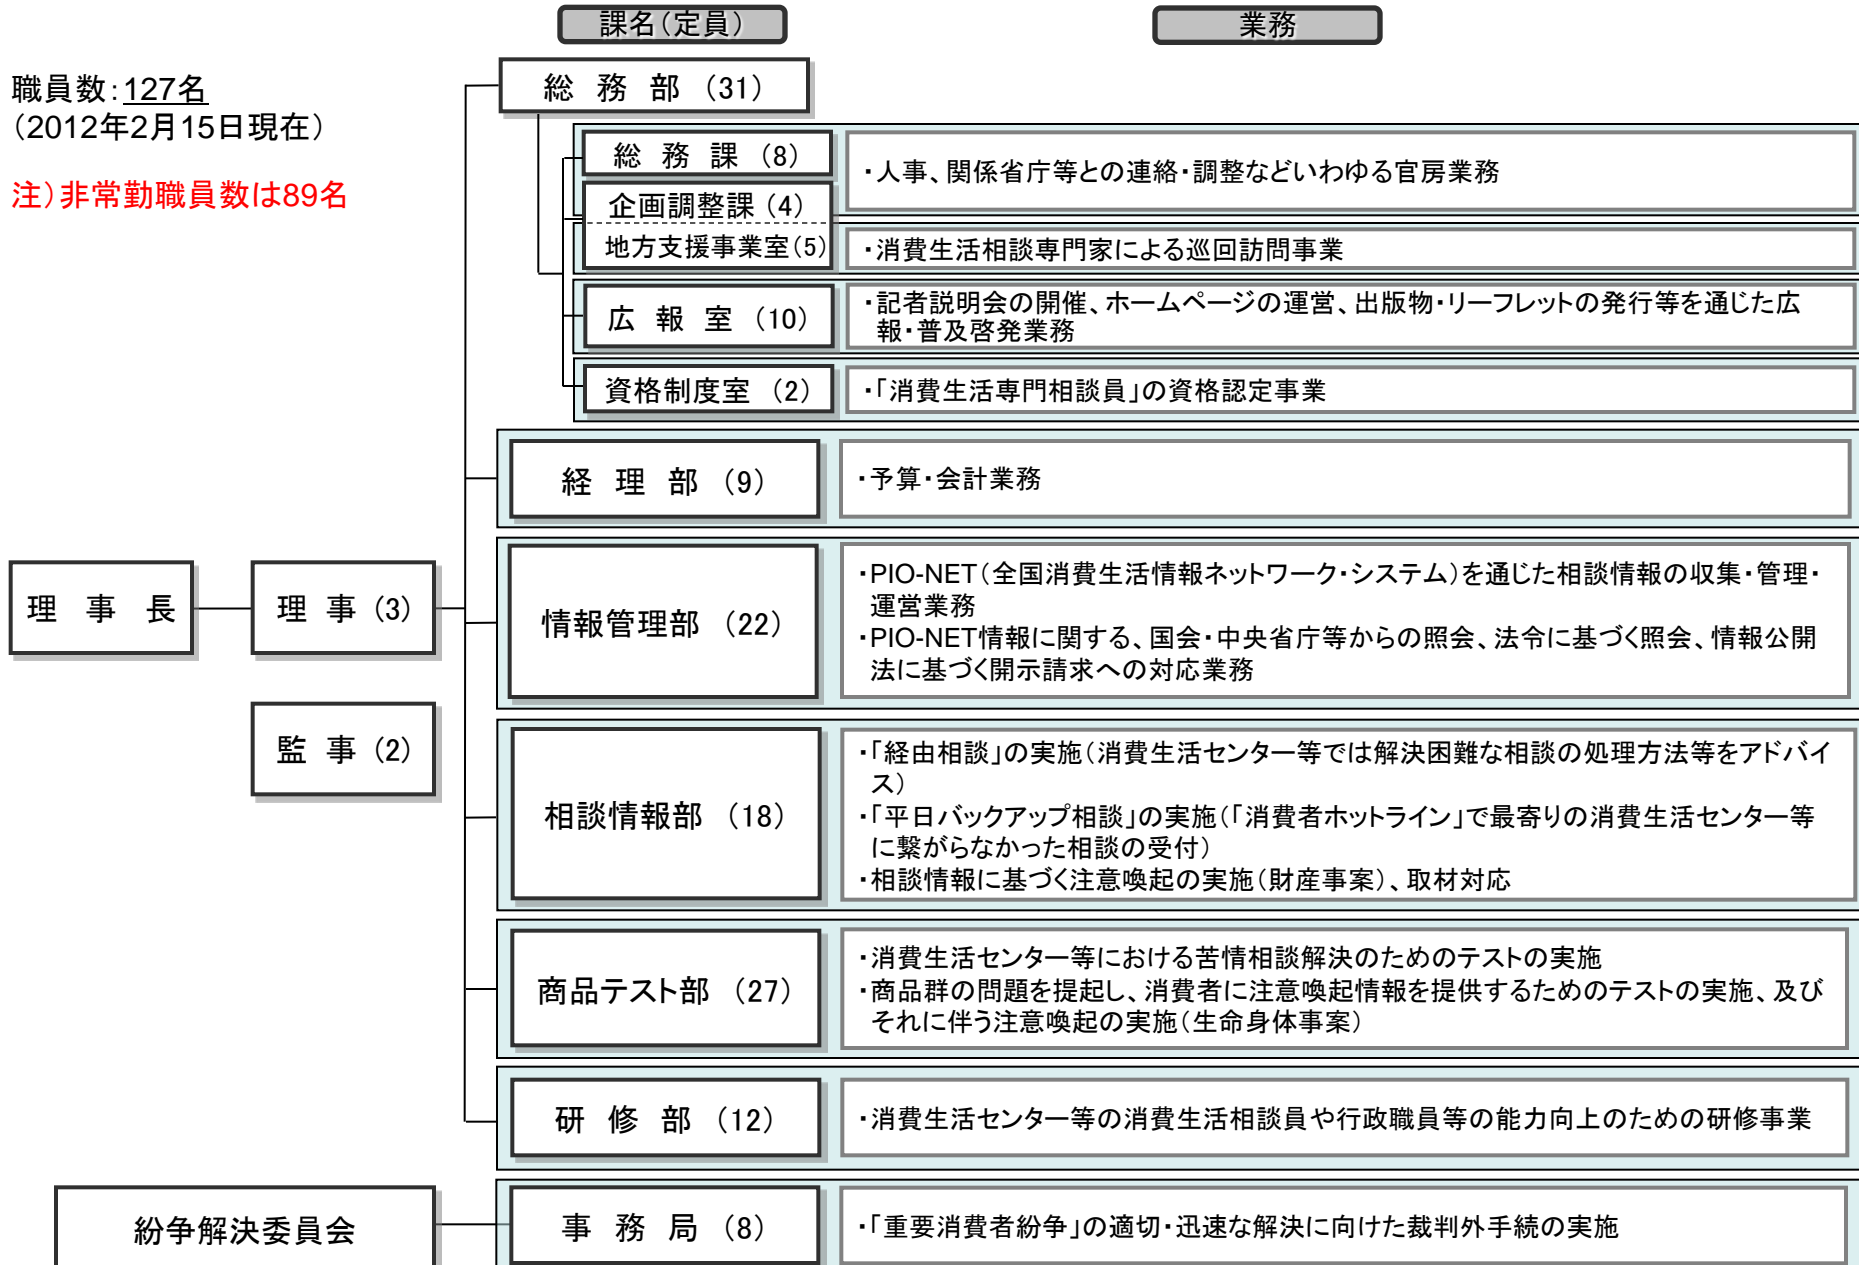 課名（定員）
業務
職員数：127名
（2012年2月15日現在）
注）非常勤職員数は89名
総 務 部 （31）
総 務 課 （8）
・人事、関係省庁等との連絡・調整などいわゆる官房業務
企画調整課（4）
地方支援事業室（5）
・消費生活相談専門家による巡回訪問事業
広 報 室 （10）
・記者説明会の開催、ホームページの運営、出版物・リーフレットの発行等を通じた広
報・普及啓発業務
資格制度室 （2）
・「消費生活専門相談員」の資格認定事業
経 理 部 （9）
・予算・会計業務
理 事 長
理 事 （3）
監 事 （2）
情報管理部 （22）
・PIO-NET（全国消費生活情報ネットワーク・システム）を通じた相談情報の収集・管理・
運営業務
・PIO-NET情報に関する、国会・中央省庁等からの照会、法令に基づく照会、情報公開
法に基づく開示請求への対応業務
相談情報部 （18）
・「経由相談」の実施（消費生活センター等では解決困難な相談の処理方法等をアドバイ
ス）
・「平日バックアップ相談」の実施（「消費者ホットライン」で最寄りの消費生活センター等
に繋がらなかった相談の受付）
・相談情報に基づく注意喚起の実施（財産事案）、取材対応
商品テスト部 （27）
・消費生活センター等における苦情相談解決のためのテストの実施
・商品群の問題を提起し、消費者に注意喚起情報を提供するためのテストの実施、及び
それに伴う注意喚起の実施（生命身体事案）
研 修 部 （12）
・消費生活センター等の消費生活相談員や行政職員等の能力向上のための研修事業
紛争解決委員会
事 務 局 （8）
・「重要消費者紛争」の適切・迅速な解決に向けた裁判外手続の実施